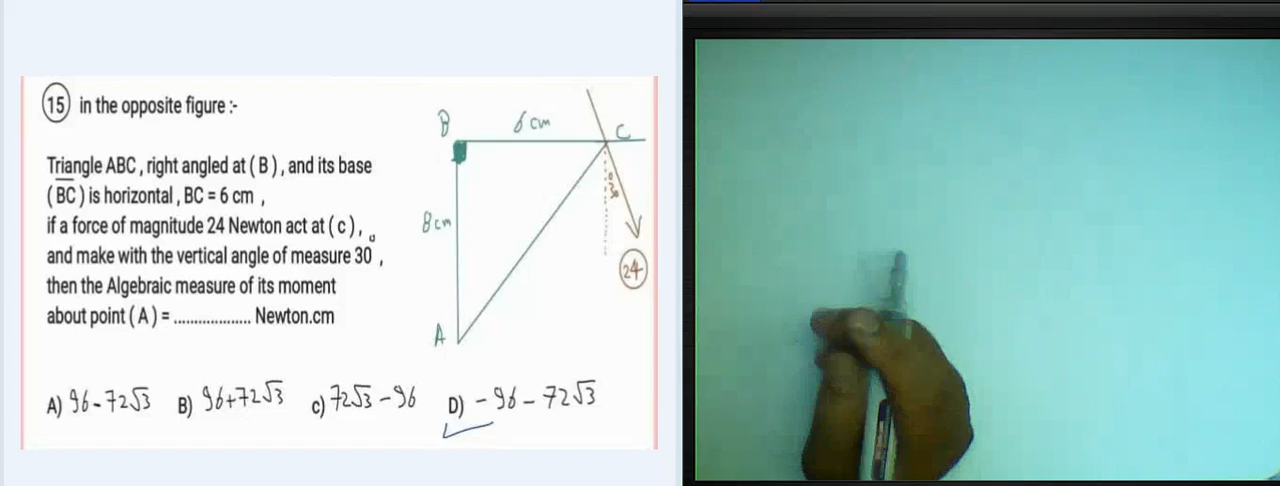 15 in the opposite figure :-
Triangle ABC , right angled at ( B ) , and its base
( BC ) is horizontal , BC = 6 cm ,
if a force of magnitude 24 Newton act at ( c ) ,
and make with the vertical angle of measure 30° ,
then the Algebraic measure of its moment
about point ( A ) = ................... Newton.cm
B
6 cm
C
30
8 cm
24
A
A) 96 - 72√3 B) 96+72√3 c) 72√3 - 96 D) - 96 - 72√3